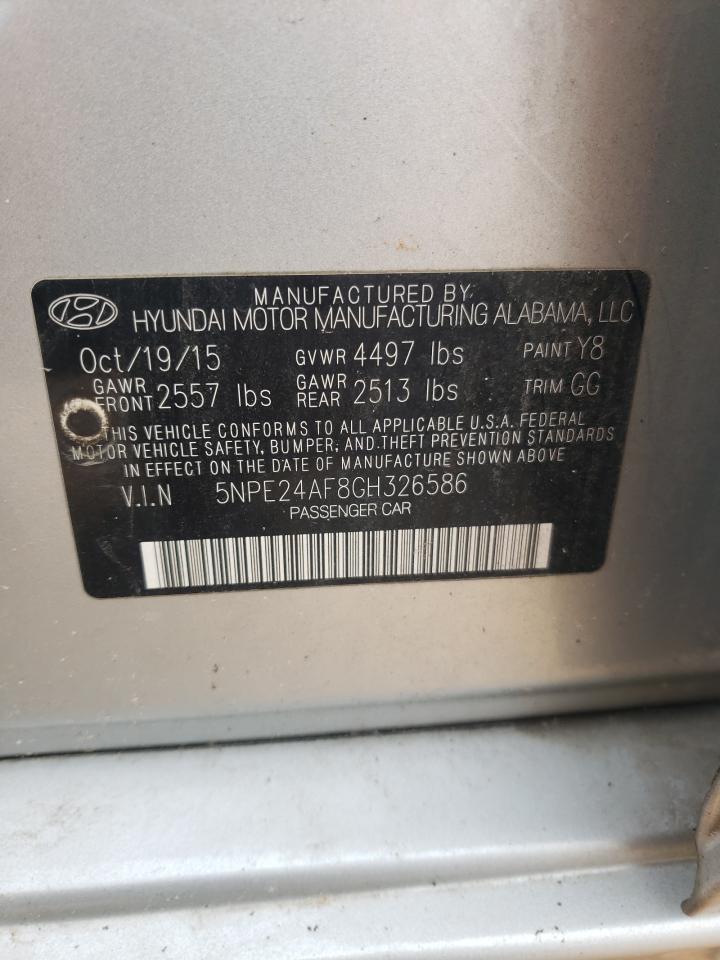 MANUFACTURED BY
HYUNDAI MOTOR MANUFACTURING ALABAMA, LLC
Oct/19/15 GVWR 4497 lbs PAINT Y8
GAWR FRONT 2557 lbs GAWR REAR 2513 lbs TRIM GG
THIS VEHICLE CONFORMS TO ALL APPLICABLE U.S.A. FEDERAL
MOTOR VEHICLE SAFETY, BUMPER, AND THEFT PREVENTION STANDARDS
IN EFFECT ON THE DATE OF MANUFACTURE SHOWN ABOVE
V.I.N 5NPE24AF8GH326586
PASSENGER CAR